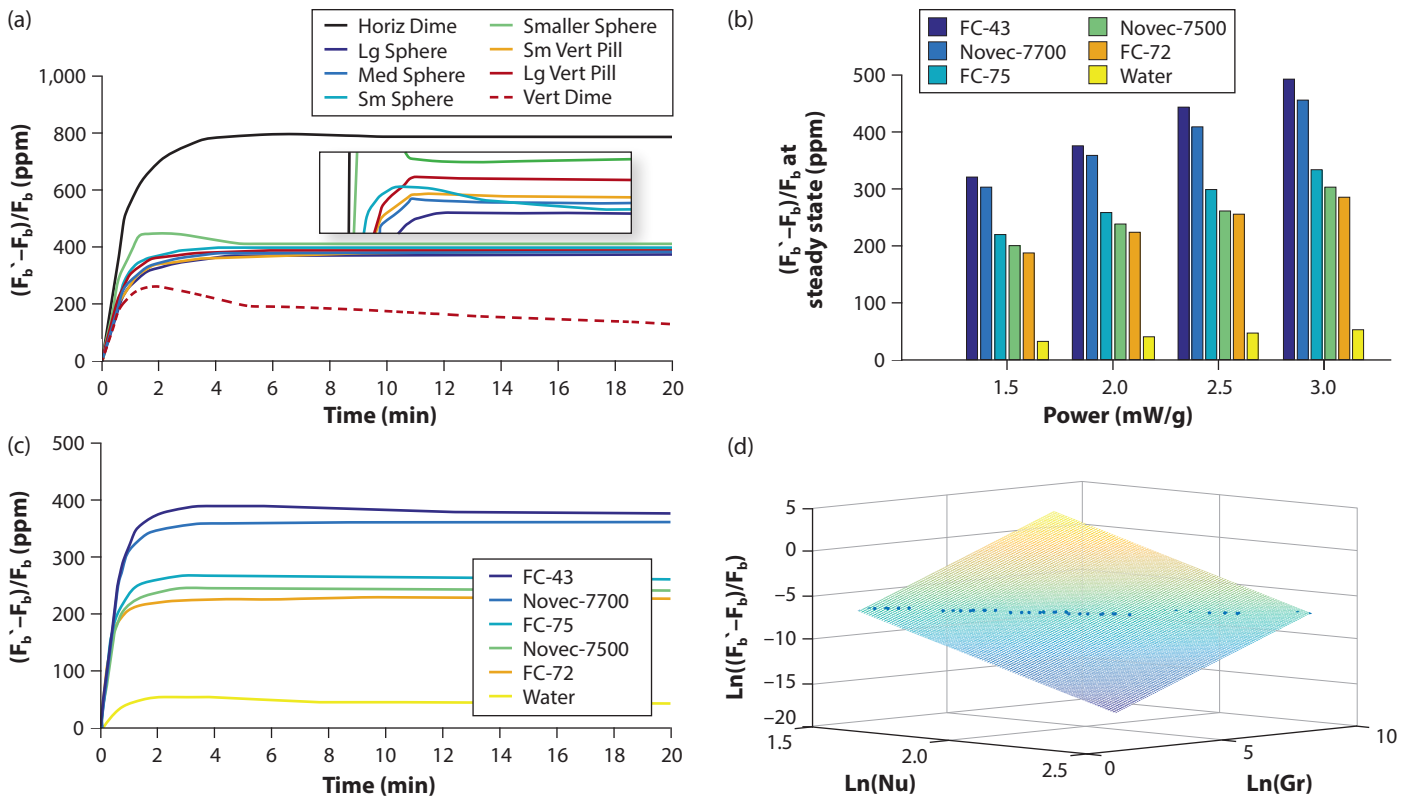 (a)
Horiz Dime
Lg Sphere
Med Sphere
Sm Sphere
Smaller Sphere
Sm Vert Pill
Lg Vert Pill
Vert Dime
(F_b`–F_b)/F_b (ppm)
1,000
800
600
400
200
0
0 2 4 6 8 10 12 14 16 18 20
Time (min)
(b)
FC-43
Novec-7700
FC-75
Novec-7500
FC-72
Water
(F_b`–F_b)/F_b at
steady state (ppm)
500
400
300
200
100
0
1.5 2.0 2.5 3.0
Power (mW/g)
(c)
(F_b`–F_b)/F_b (ppm)
500
400
300
200
100
0
FC-43
Novec-7700
FC-75
Novec-7500
FC-72
Water
0 2 4 6 8 10 12 14 16 18 20
Time (min)
(d)
Ln((F_b`–F_b)/F_b)
5
0
–5
–10
–15
–20
1.5 2.0 2.5
Ln(Nu)
0 5 10
Ln(Gr)